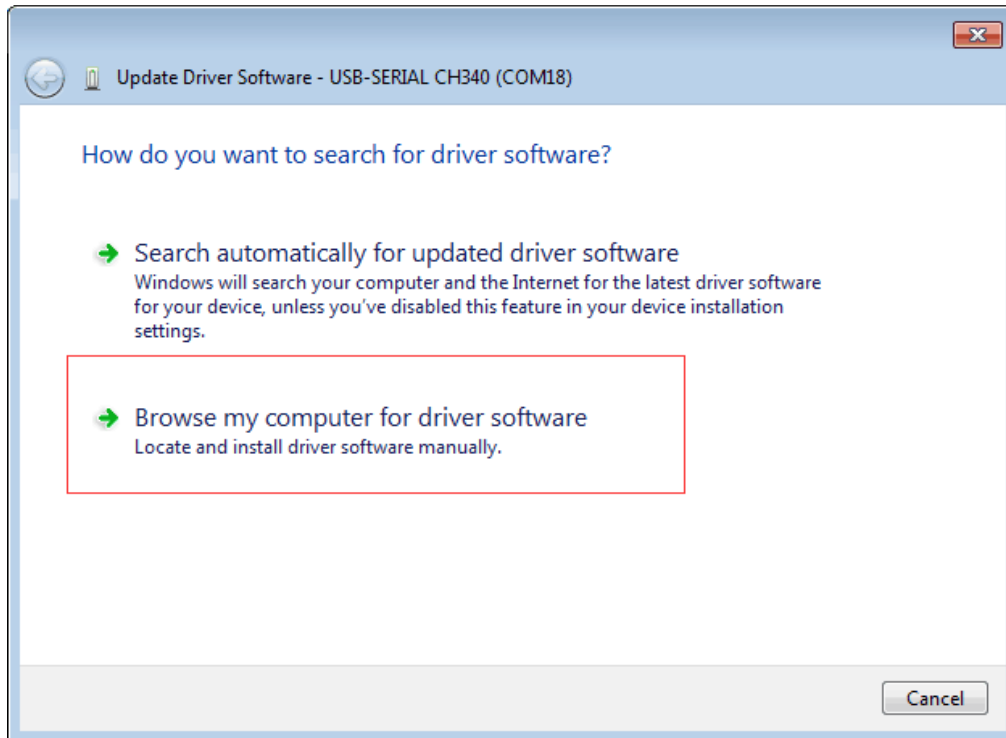 Update Driver Software - USB-SERIAL CH340 (COM18)
How do you want to search for driver software?
Search automatically for updated driver software
Windows will search your computer and the Internet for the latest driver software
for your device, unless you've disabled this feature in your device installation
settings.
Browse my computer for driver software
Locate and install driver software manually.
Cancel